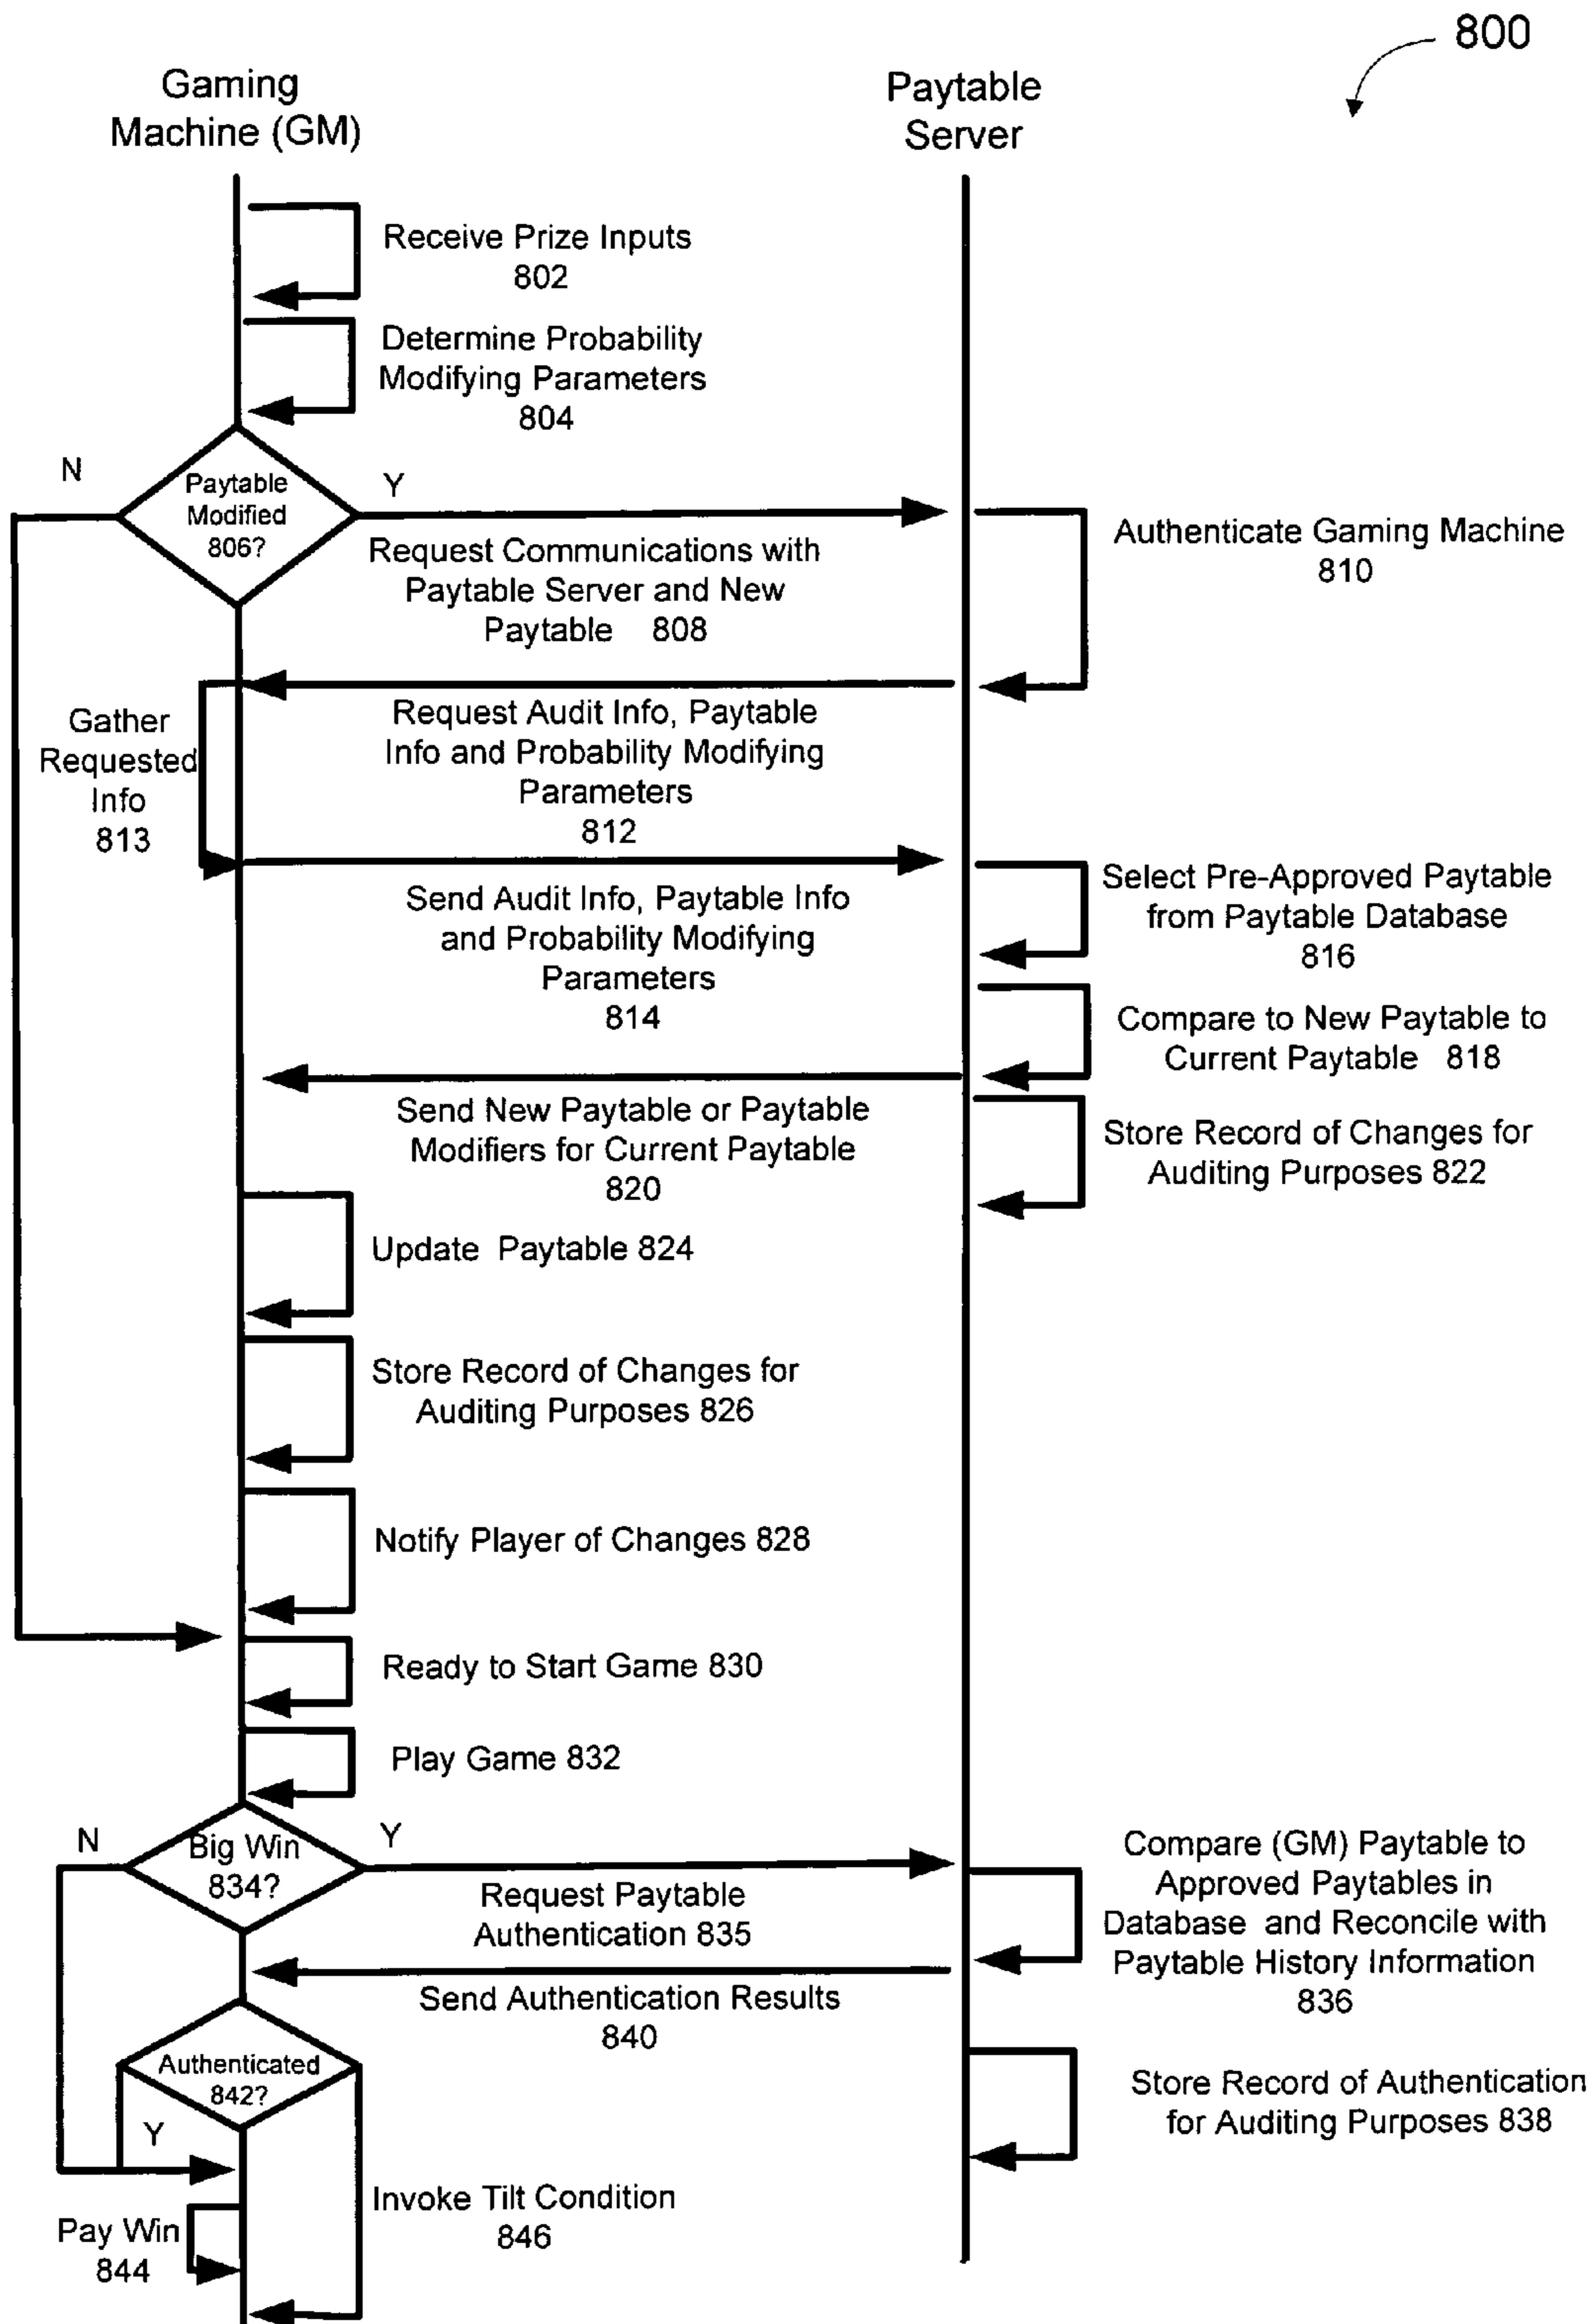 800
Gaming
Machine (GM)
Paytable
Server
Receive Prize Inputs
802
Determine Probability
Modifying Parameters
804
N
Paytable
Modified
806?
Y
Request Communications with
Paytable Server and New
Paytable 808
Authenticate Gaming Machine
810
Gather
Requested
Info
813
Request Audit Info, Paytable
Info and Probability Modifying
Parameters
812
Send Audit Info, Paytable Info
and Probability Modifying
Parameters
814
Select Pre-Approved Paytable
from Paytable Database
816
Compare to New Paytable to
Current Paytable 818
Send New Paytable or Paytable
Modifiers for Current Paytable
820
Store Record of Changes for
Auditing Purposes 822
Update Paytable 824
Store Record of Changes for
Auditing Purposes 826
Notify Player of Changes 828
Ready to Start Game 830
Play Game 832
N
Big Win
834?
Y
Request Paytable
Authentication 835
Compare (GM) Paytable to
Approved Paytables in
Database and Reconcile with
Paytable History Information
836
Send Authentication Results
840
Authenticated
842?
Y
Store Record of Authentication
for Auditing Purposes 838
Invoke Tilt Condition
846
Pay Win
844